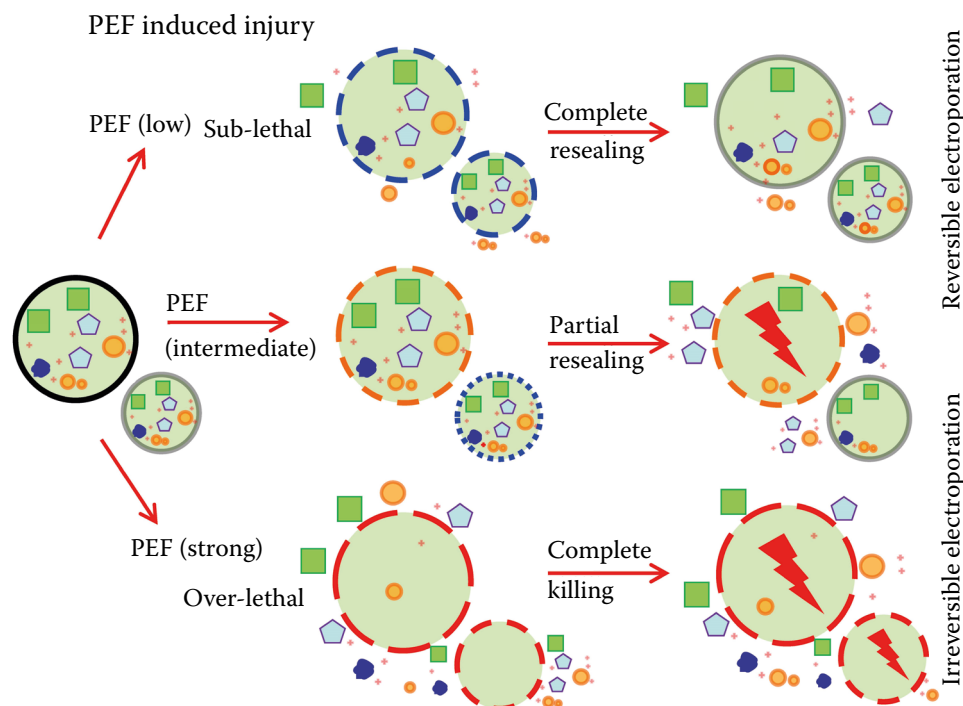 PEF induced injury
PEF (low) Sub-lethal
Complete
resealing
PEF
(intermediate)
Partial
resealing
PEF (strong)
Over-lethal
Complete
killing
Reversible electroporation
Irreversible electroporation